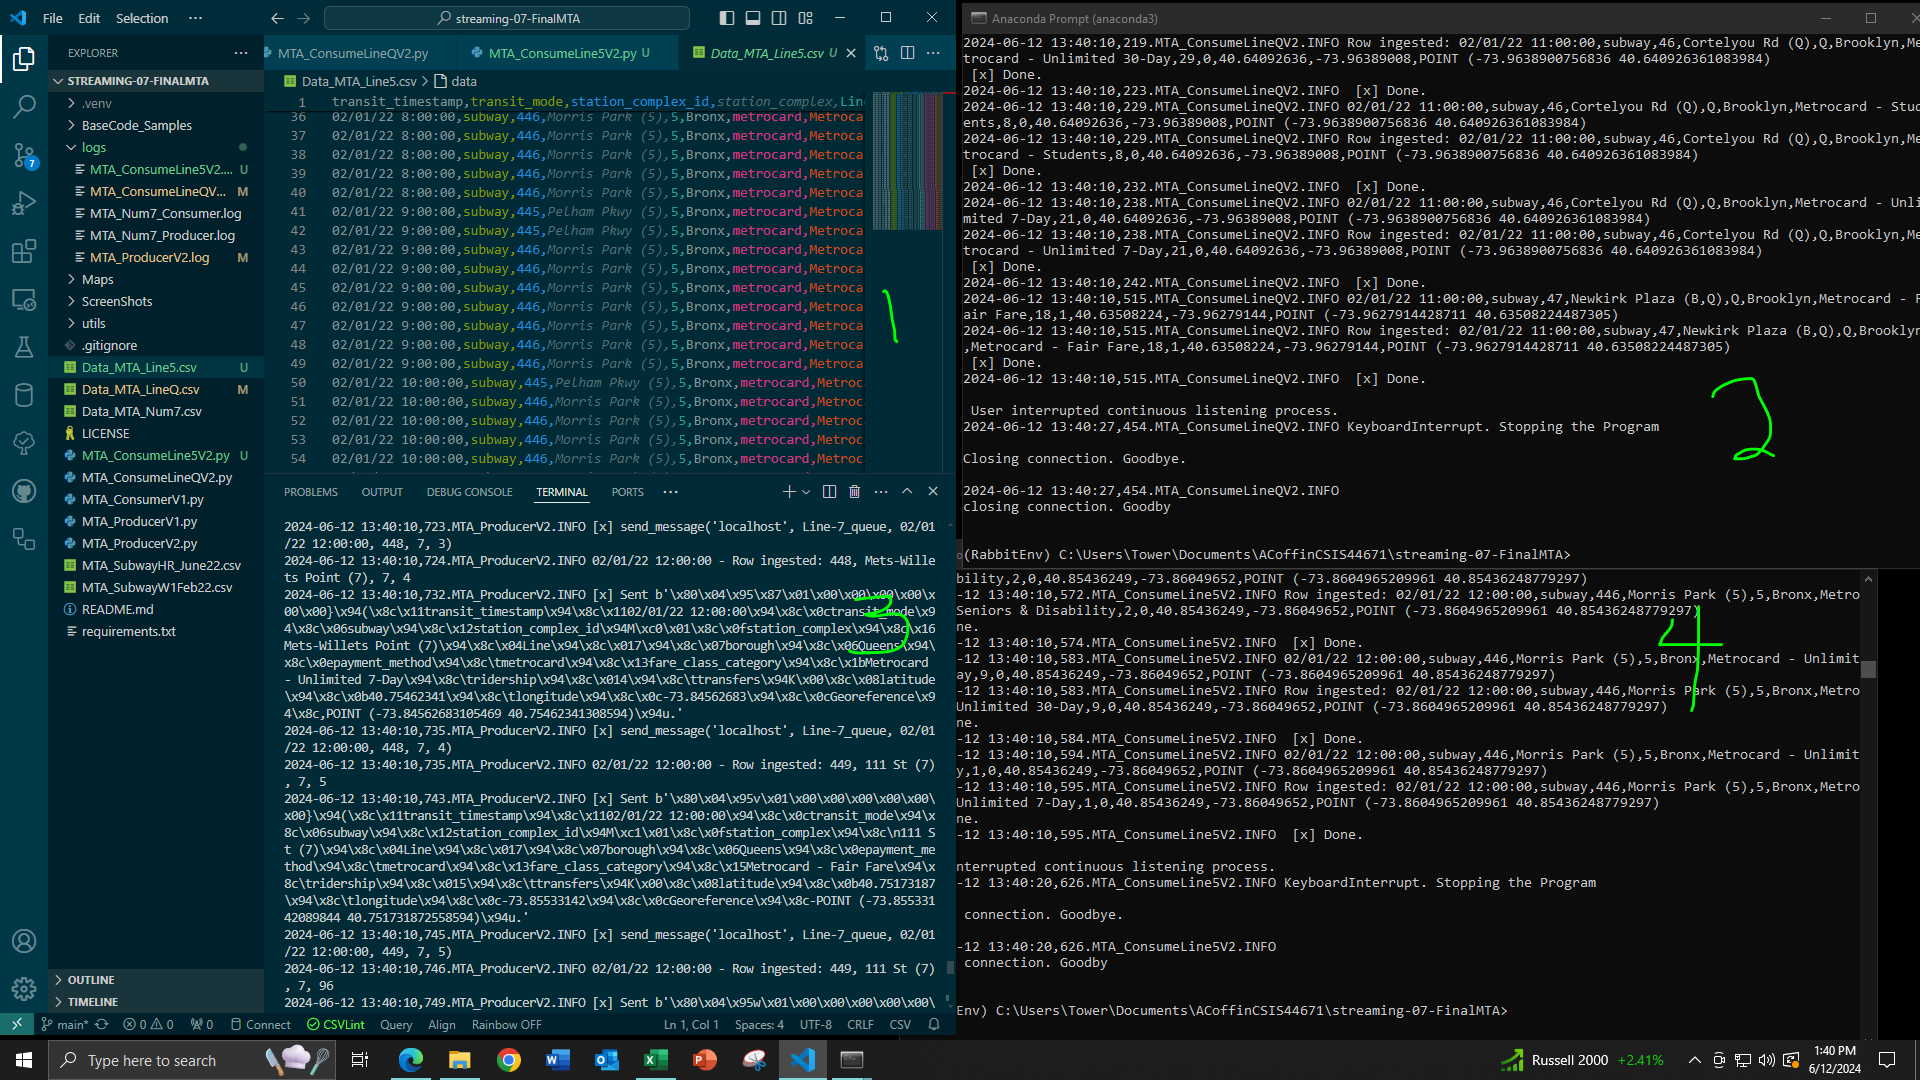 File Edit Selection ···
streaming-07-FinalMTA
EXPLORER
STREAMING-07-FINALMTA
.venv
BaseCode_Samples
logs
MTA_ConsumeLine5V2.... U
MTA_ConsumeLineQV... M
MTA_Num7_Consumer.log
MTA_Num7_Producer.log
MTA_ProducerV2.log M
Maps
ScreenShots
utils
.gitignore
Data_MTA_Line5.csv U
Data_MTA_LineQ.csv M
Data_MTA_Num7.csv
LICENSE
MTA_ConsumeLine5V2.py U
MTA_ConsumeLineQV2.py
MTA_ConsumerV1.py
MTA_ProducerV1.py
MTA_ProducerV2.py
MTA_SubwayHR_June22.csv
MTA_SubwayW1Feb22.csv
README.md
requirements.txt
OUTLINE
TIMELINE
MTA_ConsumeLineQV2.py MTA_ConsumeLine5V2.py U Data_MTA_Line5.csv U
Data_MTA_Line5.csv > data
1 transit_timestamp,transit_mode,station_complex_id,station_complex,Line
36 02/01/22 8:00:00,subway,446,Morris Park (5),5,Bronx,metrocard,Metroca
37 02/01/22 8:00:00,subway,446,Morris Park (5),5,Bronx,metrocard,Metroca
38 02/01/22 8:00:00,subway,446,Morris Park (5),5,Bronx,metrocard,Metroca
39 02/01/22 8:00:00,subway,446,Morris Park (5),5,Bronx,metrocard,Metroca
40 02/01/22 8:00:00,subway,446,Morris Park (5),5,Bronx,metrocard,Metroca
41 02/01/22 9:00:00,subway,445,Pelham Pkwy (5),5,Bronx,metrocard,Metroca
42 02/01/22 9:00:00,subway,445,Pelham Pkwy (5),5,Bronx,metrocard,Metroca
43 02/01/22 9:00:00,subway,446,Morris Park (5),5,Bronx,metrocard,Metroca
44 02/01/22 9:00:00,subway,446,Morris Park (5),5,Bronx,metrocard,Metroca
45 02/01/22 9:00:00,subway,446,Morris Park (5),5,Bronx,metrocard,Metroca
46 02/01/22 9:00:00,subway,446,Morris Park (5),5,Bronx,metrocard,Metroca
47 02/01/22 9:00:00,subway,446,Morris Park (5),5,Bronx,metrocard,Metroca
48 02/01/22 9:00:00,subway,446,Morris Park (5),5,Bronx,metrocard,Metroca
49 02/01/22 9:00:00,subway,446,Morris Park (5),5,Bronx,metrocard,Metroca
50 02/01/22 10:00:00,subway,445,Pelham Pkwy (5),5,Bronx,metrocard,Metroc
51 02/01/22 10:00:00,subway,446,Morris Park (5),5,Bronx,metrocard,Metroc
52 02/01/22 10:00:00,subway,446,Morris Park (5),5,Bronx,metrocard,Metroc
53 02/01/22 10:00:00,subway,446,Morris Park (5),5,Bronx,metrocard,Metroc
54 02/01/22 10:00:00,subway,446,Morris Park (5),5,Bronx,metrocard,Metroc
1
PROBLEMS OUTPUT DEBUG CONSOLE TERMINAL PORTS ···
2024-06-12 13:40:10,723.MTA_ProducerV2.INFO [x] send_message('localhost', Line-7_queue, 02/01
/22 12:00:00, 448, 7, 3)
2024-06-12 13:40:10,724.MTA_ProducerV2.INFO 02/01/22 12:00:00 - Row ingested: 448, Mets-Wille
ts Point (7), 7, 4
2024-06-12 13:40:10,732.MTA_ProducerV2.INFO [x] Sent b'\x80\x04\x95\x87\x01\x00\x00\x00\x00\x
00\x00}\x94(\x8c\x11transit_timestamp\x94\x8c\x1102/01/22 12:00:00\x94\x8c\x0ctransit_mode\x9
4\x8c\x06subway\x94\x8c\x12station_complex_id\x94M\xc0\x01\x8c\x0fstation_complex\x94\x8c\x16
Mets-Willets Point (7)\x94\x8c\x04Line\x94\x8c\x017\x94\x8c\x07borough\x94\x8c\x06Queens\x94\
x8c\x0epayment_method\x94\x8c\tmetrocard\x94\x8c\x13fare_class_category\x94\x8c\x1bMetrocard
- Unlimited 7-Day\x94\x8c\tridership\x94\x8c\x014\x94\x8c\ttransfers\x94K\x00\x8c\x08latitude
\x94\x8c\x0b40.75462341\x94\x8c\tlongitude\x94\x8c\x0c-73.84562683\x94\x8c\x0cGeoreference\x9
4\x8c,POINT (-73.84562683105469 40.75462341308594)\x94u.'
2024-06-12 13:40:10,735.MTA_ProducerV2.INFO [x] send_message('localhost', Line-7_queue, 02/01
/22 12:00:00, 448, 7, 4)
2024-06-12 13:40:10,735.MTA_ProducerV2.INFO 02/01/22 12:00:00 - Row ingested: 449, 111 St (7)
, 7, 5
2024-06-12 13:40:10,743.MTA_ProducerV2.INFO [x] Sent b'\x80\x04\x95v\x01\x00\x00\x00\x00\x00\
x00}\x94(\x8c\x11transit_timestamp\x94\x8c\x1102/01/22 12:00:00\x94\x8c\x0ctransit_mode\x94\x
8c\x06subway\x94\x8c\x12station_complex_id\x94M\xc1\x01\x8c\x0fstation_complex\x94\x8c\n111 S
t (7)\x94\x8c\x04Line\x94\x8c\x017\x94\x8c\x07borough\x94\x8c\x06Queens\x94\x8c\x0epayment_me
thod\x94\x8c\tmetrocard\x94\x8c\x13fare_class_category\x94\x8c\x15Metrocard - Fair Fare\x94\x
8c\tridership\x94\x8c\x015\x94\x8c\ttransfers\x94K\x00\x8c\x08latitude\x94\x8c\x0b40.75173187
\x94\x8c\tlongitude\x94\x8c\x0c-73.85533142\x94\x8c\x0cGeoreference\x94\x8c-POINT (-73.855331
42089844 40.751731872558594)\x94u.'
2024-06-12 13:40:10,745.MTA_ProducerV2.INFO [x] send_message('localhost', Line-7_queue, 02/01
/22 12:00:00, 449, 7, 5)
2024-06-12 13:40:10,746.MTA_ProducerV2.INFO 02/01/22 12:00:00 - Row ingested: 449, 111 St (7)
, 7, 96
2024-06-12 13:40:10,749.MTA_ProducerV2.INFO [x] Sent b'\x80\x04\x95w\x01\x00\x00\x00\x00\x00\
3
main* 0 0 0 Connect CSVLint Query Align Rainbow OFF Ln 1, Col 1 Spaces: 4 UTF-8 CRLF CSV
Anaconda Prompt (anaconda3)
2024-06-12 13:40:10,219.MTA_ConsumeLineQV2.INFO Row ingested: 02/01/22 11:00:00,subway,46,Cortelyou Rd (Q),Q,Brooklyn,Me
trocard - Unlimited 30-Day,29,0,40.64092636,-73.96389008,POINT (-73.9638900756836 40.640926361083984)
[x] Done.
2024-06-12 13:40:10,223.MTA_ConsumeLineQV2.INFO [x] Done.
2024-06-12 13:40:10,229.MTA_ConsumeLineQV2.INFO 02/01/22 11:00:00,subway,46,Cortelyou Rd (Q),Q,Brooklyn,Metrocard - Stud
ents,8,0,40.64092636,-73.96389008,POINT (-73.9638900756836 40.640926361083984)
2024-06-12 13:40:10,229.MTA_ConsumeLineQV2.INFO Row ingested: 02/01/22 11:00:00,subway,46,Cortelyou Rd (Q),Q,Brooklyn,Me
trocard - Students,8,0,40.64092636,-73.96389008,POINT (-73.9638900756836 40.640926361083984)
[x] Done.
2024-06-12 13:40:10,232.MTA_ConsumeLineQV2.INFO [x] Done.
2024-06-12 13:40:10,238.MTA_ConsumeLineQV2.INFO 02/01/22 11:00:00,subway,46,Cortelyou Rd (Q),Q,Brooklyn,Metrocard - Unli
mited 7-Day,21,0,40.64092636,-73.96389008,POINT (-73.9638900756836 40.640926361083984)
2024-06-12 13:40:10,238.MTA_ConsumeLineQV2.INFO Row ingested: 02/01/22 11:00:00,subway,46,Cortelyou Rd (Q),Q,Brooklyn,Me
trocard - Unlimited 7-Day,21,0,40.64092636,-73.96389008,POINT (-73.9638900756836 40.640926361083984)
[x] Done.
2024-06-12 13:40:10,242.MTA_ConsumeLineQV2.INFO [x] Done.
2024-06-12 13:40:10,515.MTA_ConsumeLineQV2.INFO 02/01/22 11:00:00,subway,47,Newkirk Plaza (B,Q),Q,Brooklyn,Metrocard - F
air Fare,18,1,40.63508224,-73.96279144,POINT (-73.9627914428711 40.63508224487305)
2024-06-12 13:40:10,515.MTA_ConsumeLineQV2.INFO Row ingested: 02/01/22 11:00:00,subway,47,Newkirk Plaza (B,Q),Q,Brooklyn
,Metrocard - Fair Fare,18,1,40.63508224,-73.96279144,POINT (-73.9627914428711 40.63508224487305)
[x] Done.
2024-06-12 13:40:10,515.MTA_ConsumeLineQV2.INFO [x] Done.
User interrupted continuous listening process.
2024-06-12 13:40:27,454.MTA_ConsumeLineQV2.INFO KeyboardInterrupt. Stopping the Program
Closing connection. Goodbye.
2024-06-12 13:40:27,454.MTA_ConsumeLineQV2.INFO
closing connection. Goodby
(RabbitEnv) C:\Users\Tower\Documents\ACoffinCSIS44671\streaming-07-FinalMTA>
2
bility,2,0,40.85436249,-73.86049652,POINT (-73.8604965209961 40.85436248779297)
-12 13:40:10,572.MTA_ConsumeLine5V2.INFO Row ingested: 02/01/22 12:00:00,subway,446,Morris Park (5),5,Bronx,Metro
Seniors & Disability,2,0,40.85436249,-73.86049652,POINT (-73.8604965209961 40.85436248779297)
ne.
-12 13:40:10,574.MTA_ConsumeLine5V2.INFO [x] Done.
-12 13:40:10,583.MTA_ConsumeLine5V2.INFO 02/01/22 12:00:00,subway,446,Morris Park (5),5,Bronx,Metrocard - Unlimit
ay,9,0,40.85436249,-73.86049652,POINT (-73.8604965209961 40.85436248779297)
-12 13:40:10,583.MTA_ConsumeLine5V2.INFO Row ingested: 02/01/22 12:00:00,subway,446,Morris Park (5),5,Bronx,Metro
Unlimited 30-Day,9,0,40.85436249,-73.86049652,POINT (-73.8604965209961 40.85436248779297)
ne.
-12 13:40:10,584.MTA_ConsumeLine5V2.INFO [x] Done.
-12 13:40:10,594.MTA_ConsumeLine5V2.INFO 02/01/22 12:00:00,subway,446,Morris Park (5),5,Bronx,Metrocard - Unlimit
y,1,0,40.85436249,-73.86049652,POINT (-73.8604965209961 40.85436248779297)
-12 13:40:10,595.MTA_ConsumeLine5V2.INFO Row ingested: 02/01/22 12:00:00,subway,446,Morris Park (5),5,Bronx,Metro
Unlimited 7-Day,1,0,40.85436249,-73.86049652,POINT (-73.8604965209961 40.85436248779297)
ne.
-12 13:40:10,595.MTA_ConsumeLine5V2.INFO [x] Done.
nterrupted continuous listening process.
-12 13:40:20,626.MTA_ConsumeLine5V2.INFO KeyboardInterrupt. Stopping the Program
connection. Goodbye.
-12 13:40:20,626.MTA_ConsumeLine5V2.INFO
connection. Goodby
Env) C:\Users\Tower\Documents\ACoffinCSIS44671\streaming-07-FinalMTA>
4
Type here to search
Russell 2000 +2.41%
1:40 PM
6/12/2024